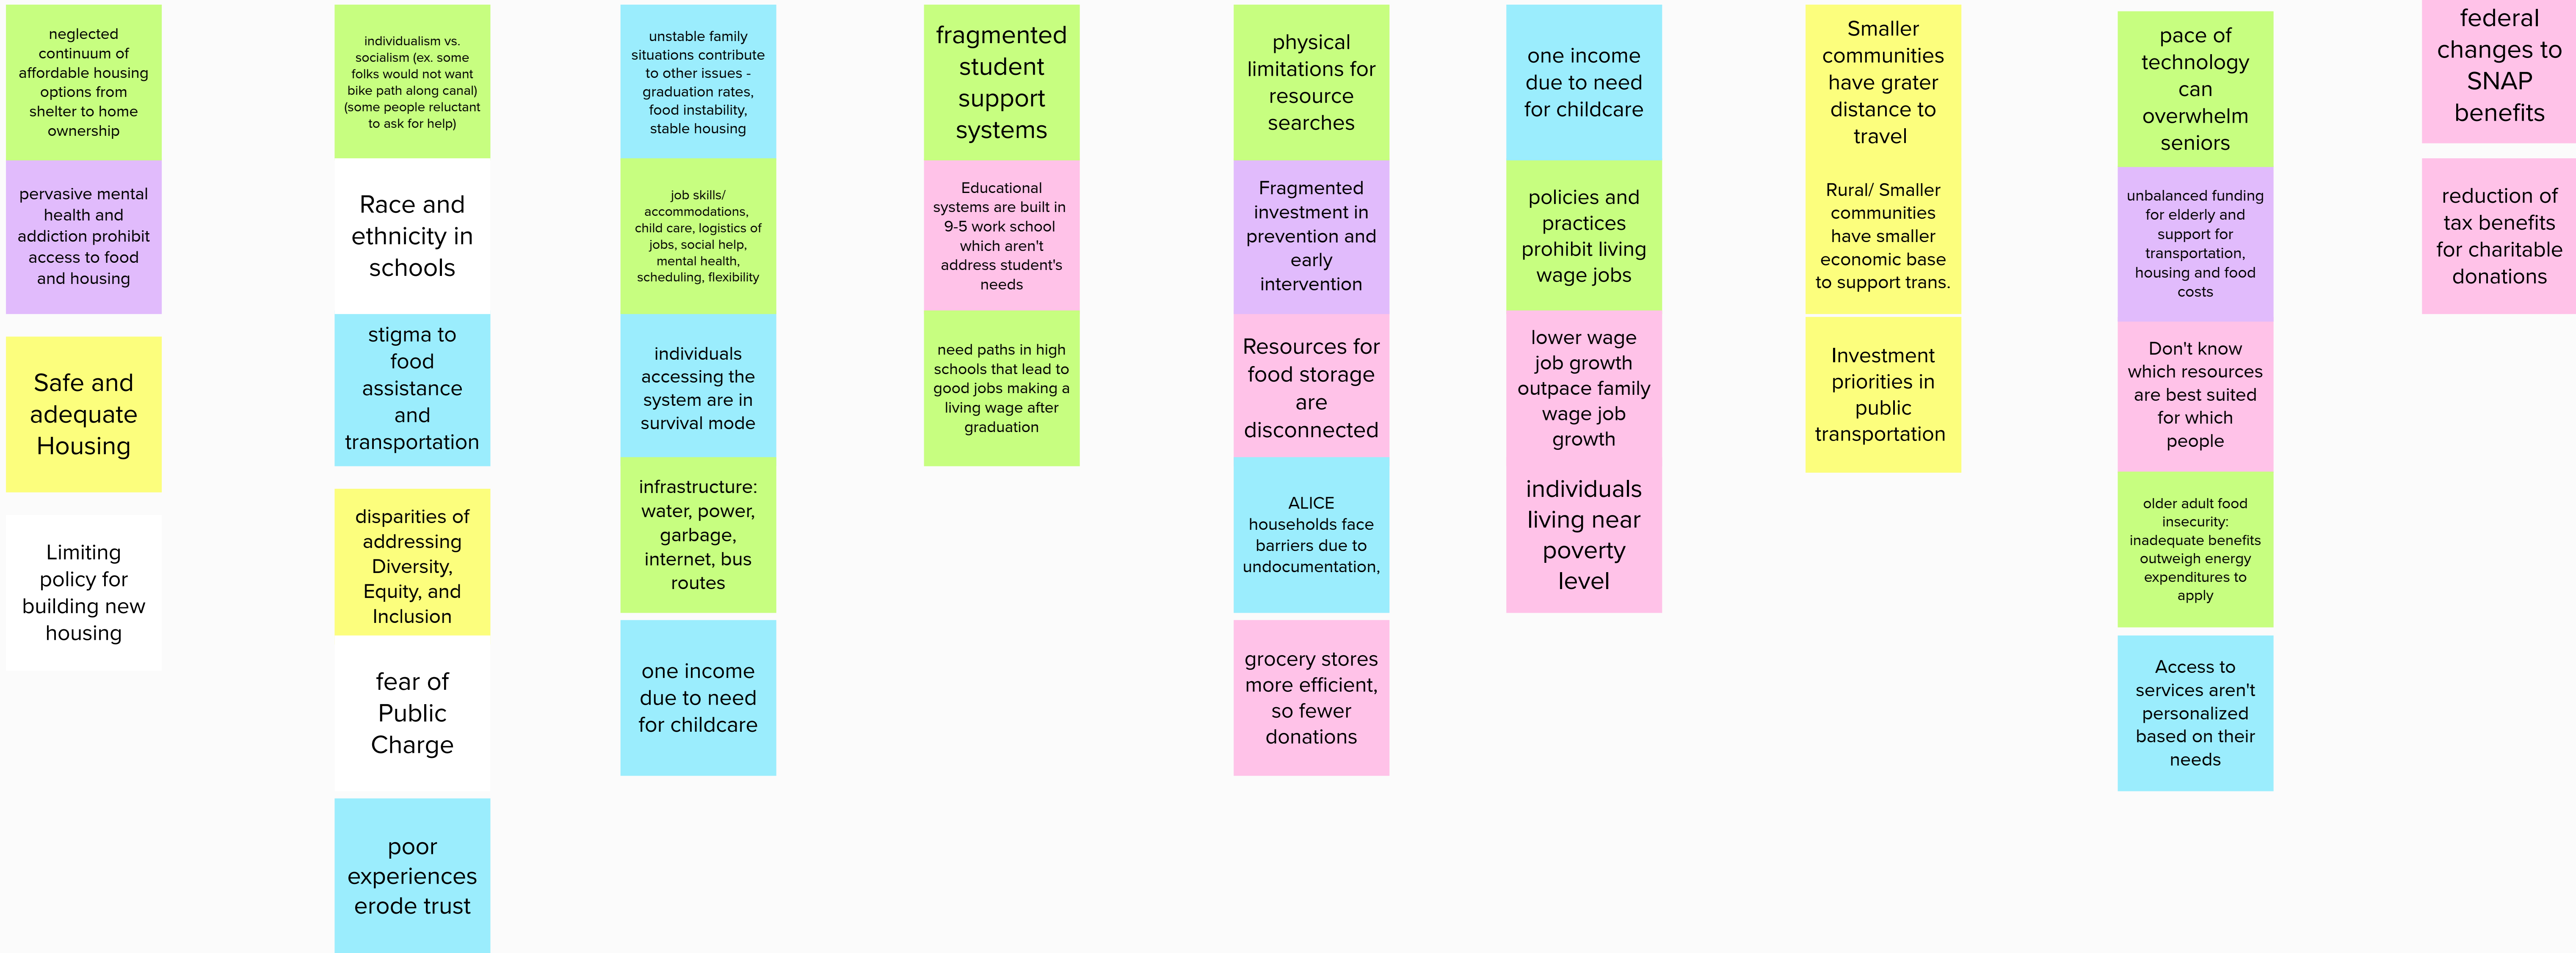 neglected
continuum of
affordable housing
options from
shelter to home
ownership
pervasive mental
health and
addiction prohibit
access to food
and housing
Safe and
adequate
Housing
Limiting
policy for
building new
housing
individualism vs.
socialism (ex. some
folks would not want
bike path along canal)
(some people reluctant
to ask for help)
Race and
ethnicity in
schools
stigma to
food
assistance
and
transportation
disparities of
addressing
Diversity,
Equity, and
Inclusion
fear of
Public
Charge
poor
experiences
erode trust
unstable family
situations contribute
to other issues -
graduation rates,
food instability,
stable housing
job skills/
accommodations,
child care, logistics of
jobs, social help,
mental health,
scheduling, flexibility
individuals
accessing the
system are in
survival mode
infrastructure:
water, power,
garbage,
internet, bus
routes
one income
due to need
for childcare
fragmented
student
support
systems
Educational
systems are built in
9-5 work school
which aren't
address student's
needs
need paths in high
schools that lead to
good jobs making a
living wage after
graduation
physical
limitations for
resource
searches
Fragmented
investment in
prevention and
early
intervention
Resources for
food storage
are
disconnected
ALICE
households face
barriers due to
undocumentation,
grocery stores
more efficient,
so fewer
donations
one income
due to need
for childcare
policies and
practices
prohibit living
wage jobs
lower wage
job growth
outpace family
wage job
growth
individuals
living near
poverty
level
Smaller
communities
have grater
distance to
travel
Rural/ Smaller
communities
have smaller
economic base
to support trans.
Investment
priorities in
public
transportation
pace of
technology
can
overwhelm
seniors
unbalanced funding
for elderly and
support for
transportation,
housing and food
costs
Don't know
which resources
are best suited
for which
people
older adult food
insecurity:
inadequate benefits
outweigh energy
expenditures to
apply
Access to
services aren't
personalized
based on their
needs
federal
changes to
SNAP
benefits
reduction of
tax benefits
for charitable
donations